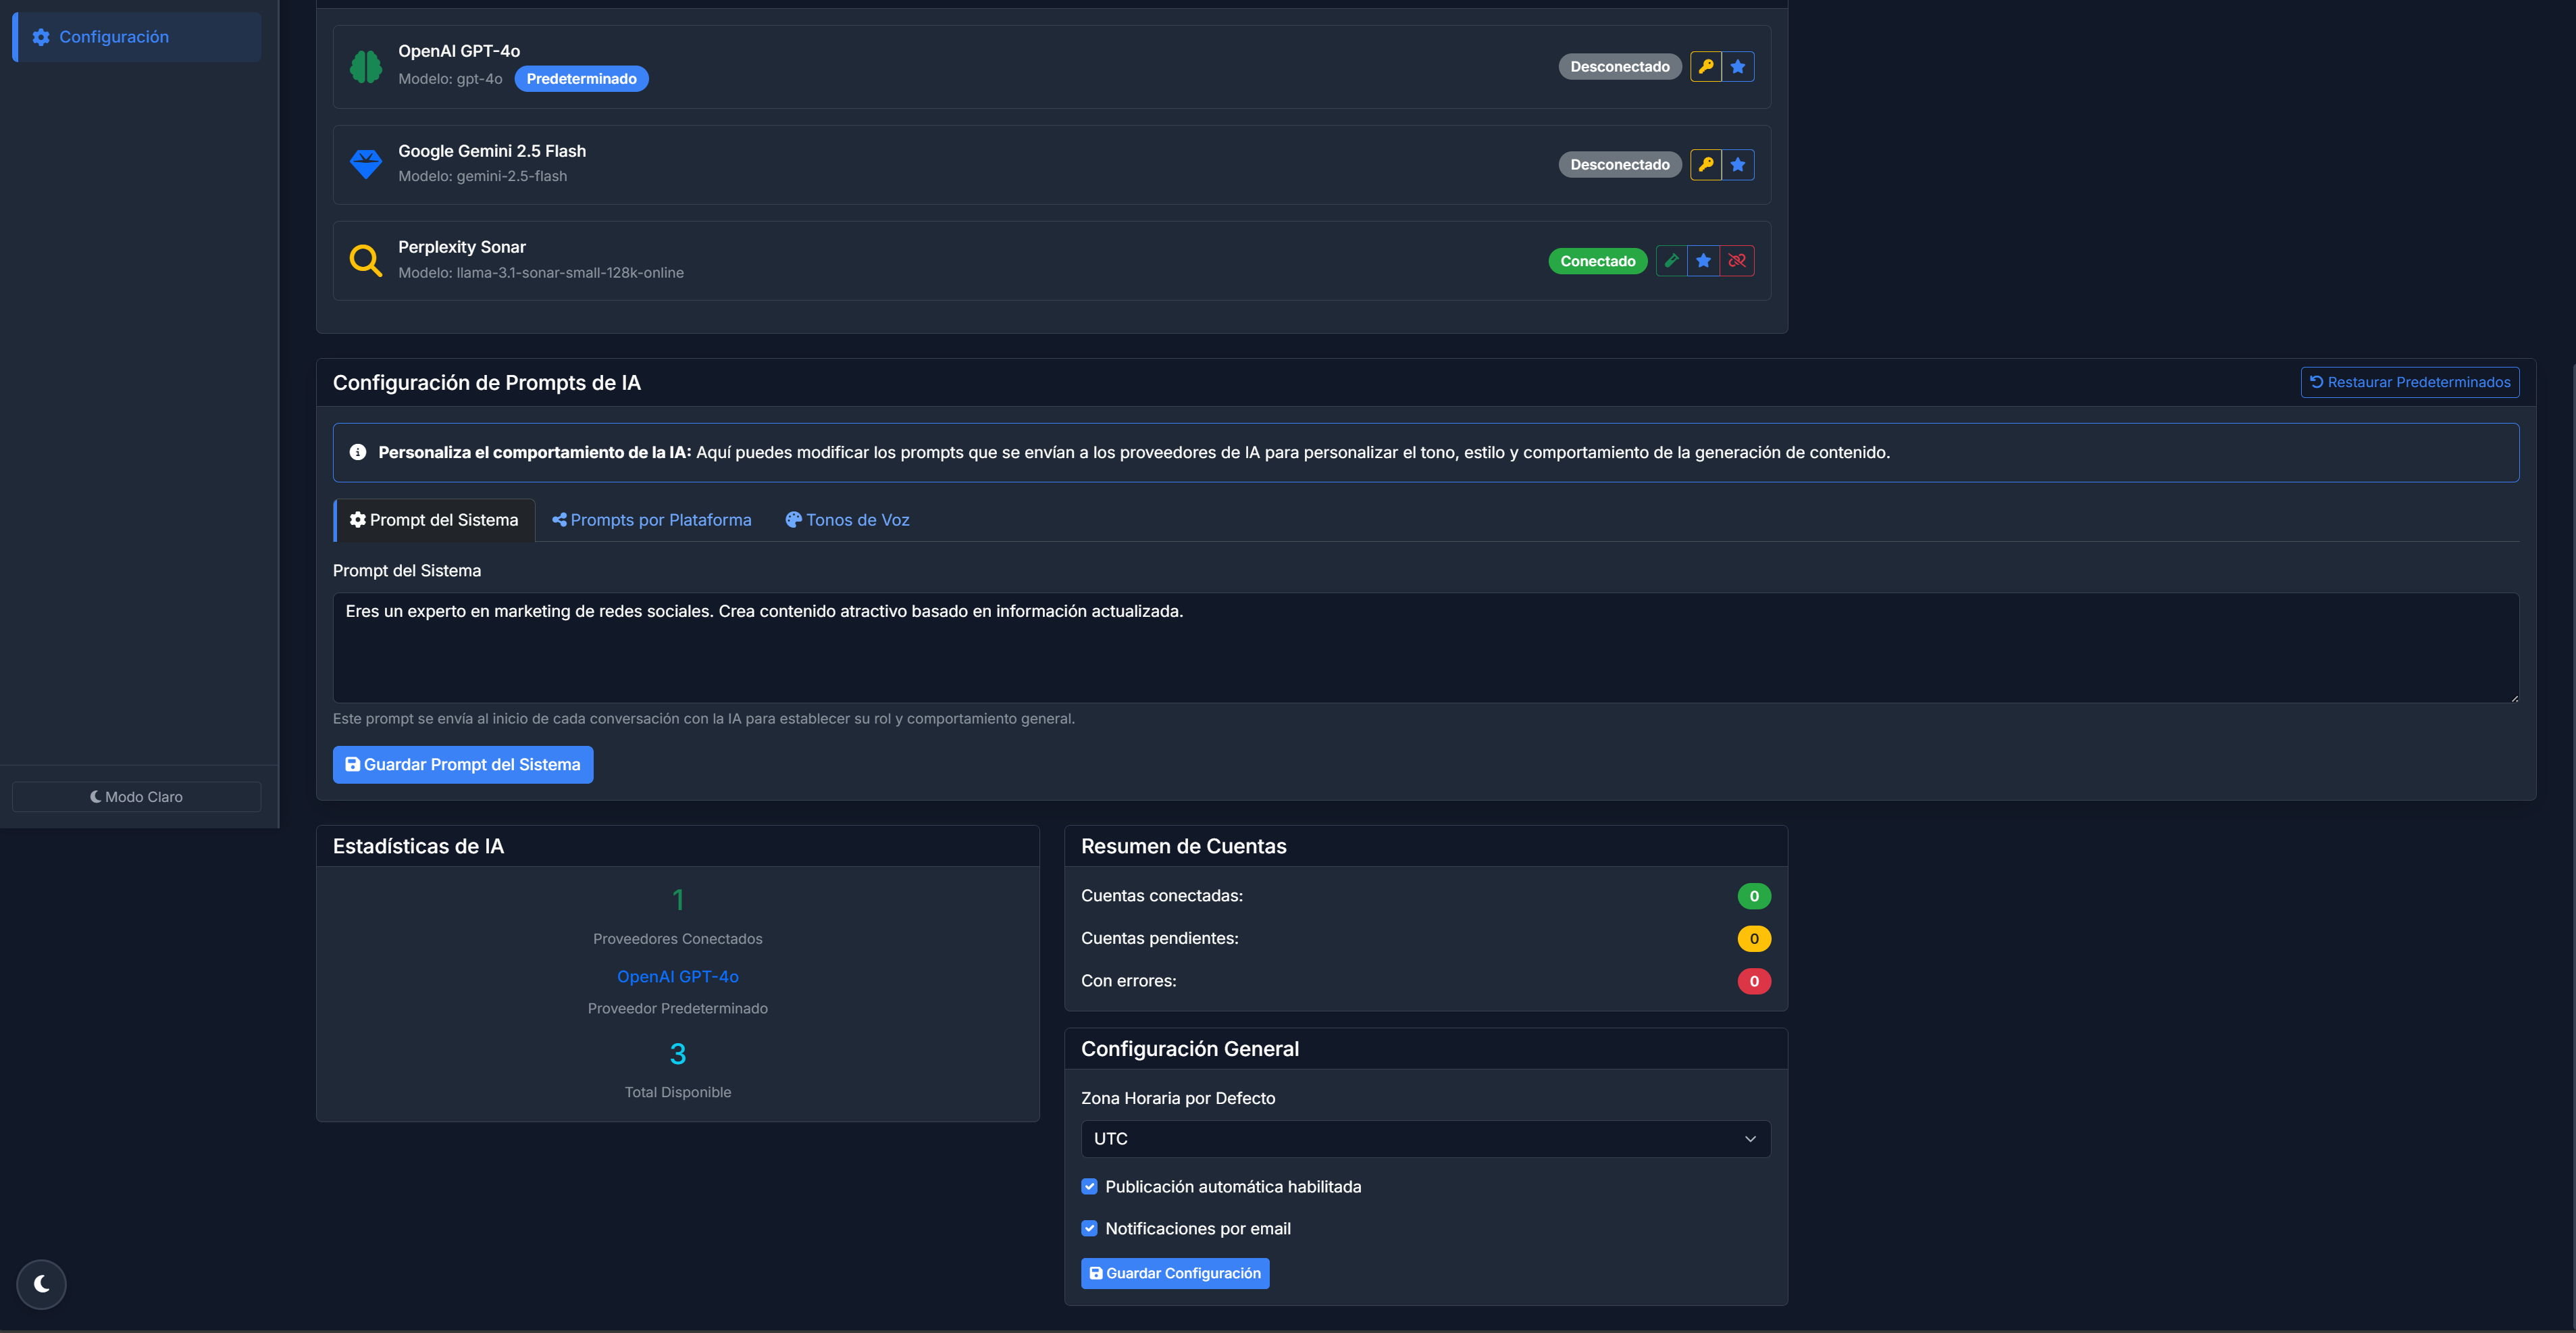 Configuración
OpenAI GPT-4o
Modelo: gpt-4o Predeterminado
Desconectado
Google Gemini 2.5 Flash
Modelo: gemini-2.5-flash
Desconectado
Perplexity Sonar
Modelo: llama-3.1-sonar-small-128k-online
Conectado
Configuración de Prompts de IA
Restaurar Predeterminados
Personaliza el comportamiento de la IA: Aquí puedes modificar los prompts que se envían a los proveedores de IA para personalizar el tono, estilo y comportamiento de la generación de contenido.
Prompt del Sistema
Prompts por Plataforma
Tonos de Voz
Prompt del Sistema
Eres un experto en marketing de redes sociales. Crea contenido atractivo basado en información actualizada.
Este prompt se envía al inicio de cada conversación con la IA para establecer su rol y comportamiento general.
Guardar Prompt del Sistema
Modo Claro
Estadísticas de IA
1
Proveedores Conectados
OpenAI GPT-4o
Proveedor Predeterminado
3
Total Disponible
Resumen de Cuentas
Cuentas conectadas: 0
Cuentas pendientes: 0
Con errores: 0
Configuración General
Zona Horaria por Defecto
UTC
Publicación automática habilitada
Notificaciones por email
Guardar Configuración